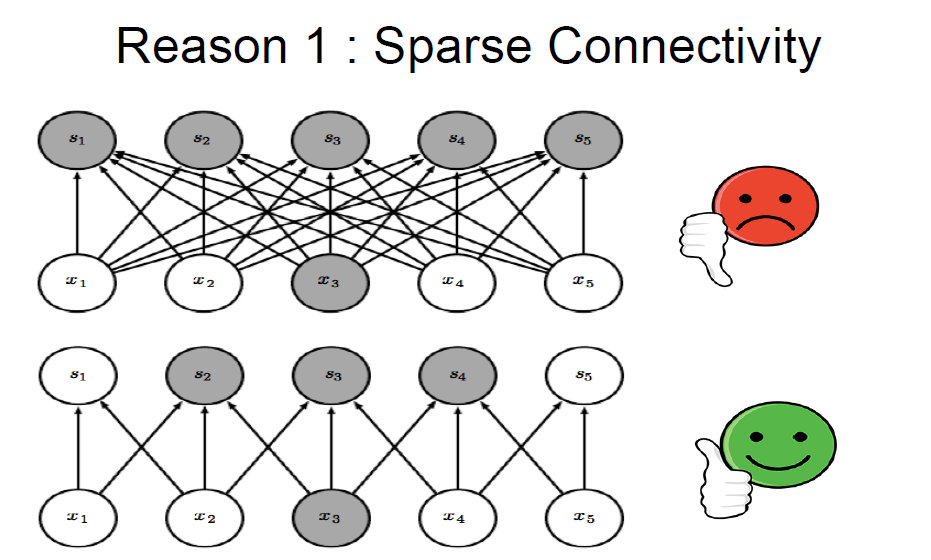 Reason 1 : Sparse Connectivity
s1 s2 s3 s4 s5
x1 x2 x3 x4 x5
s1 s2 s3 s4 s5
x1 x2 x3 x4 x5